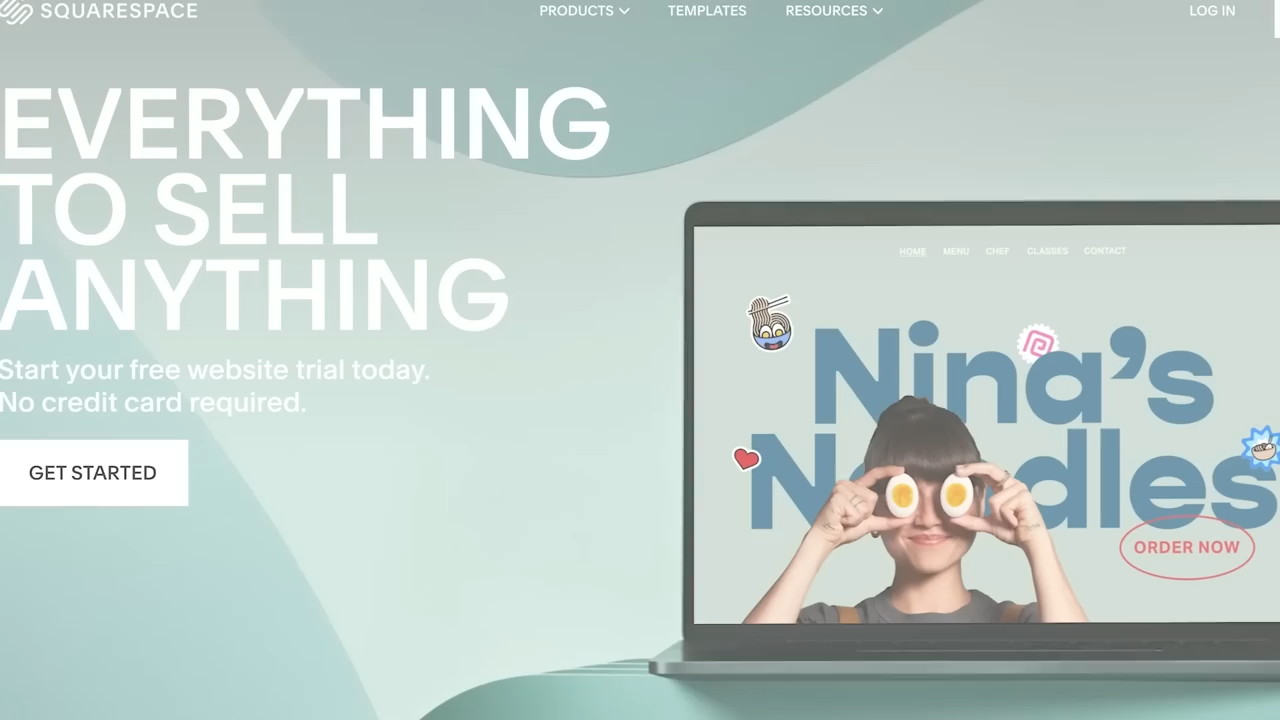 SQUARESPACE
PRODUCTS
TEMPLATES
RESOURCES
LOG IN
EVERYTHING
TO SELL
ANYTHING
Start your free website trial today.
No credit card required.
GET STARTED
HOME MENU CHEF CLASSES CONTACT
Nina's
Noodles
ORDER NOW